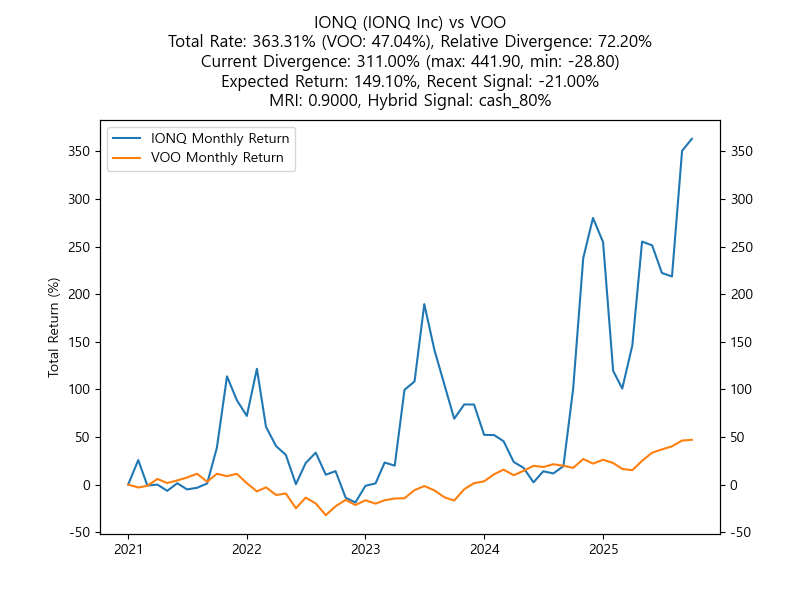 IONQ (IONQ Inc) vs VOO
Total Rate: 363.31% (VOO: 47.04%), Relative Divergence: 72.20%
Current Divergence: 311.00% (max: 441.90, min: -28.80)
Expected Return: 149.10%, Recent Signal: -21.00%
MRI: 0.9000, Hybrid Signal: cash_80%
IONQ Monthly Return
VOO Monthly Return
Total Return (%)
350
300
250
200
150
100
50
0
-50
350
300
250
200
150
100
50
0
-50
2021
2022
2023
2024
2025